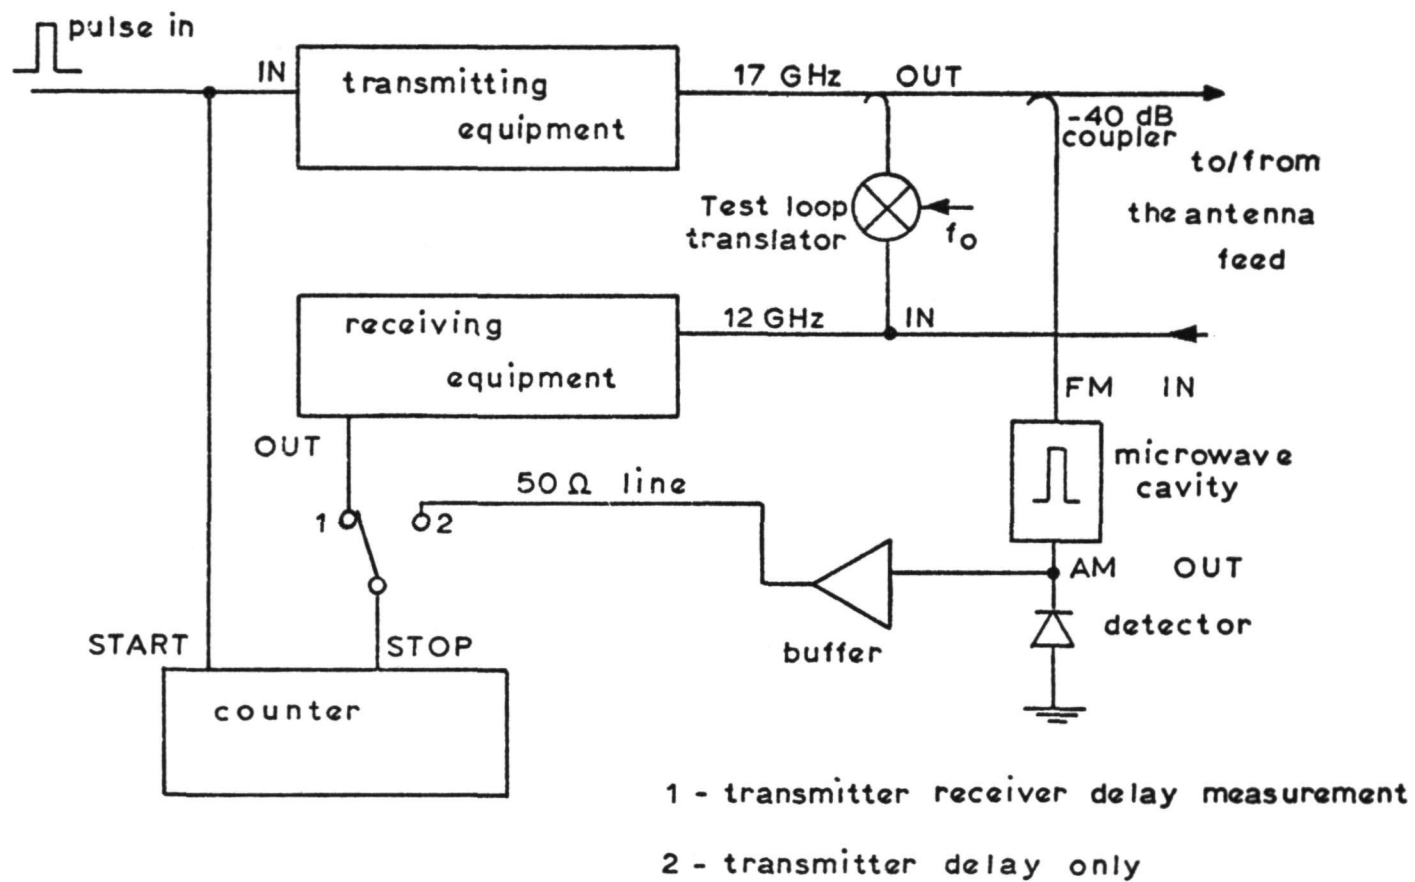 pulse in
IN
transmitting
equipment
17 GHz
OUT
-40 dB
coupler
to/from
the antenna
feed
Test loop
translator
fo
receiving
equipment
12 GHz
IN
FM IN
OUT
50 Ω line
microwave
cavity
1
2
AM OUT
detector
buffer
START
STOP
counter
1 - transmitter receiver delay measurement
2 - transmitter delay only